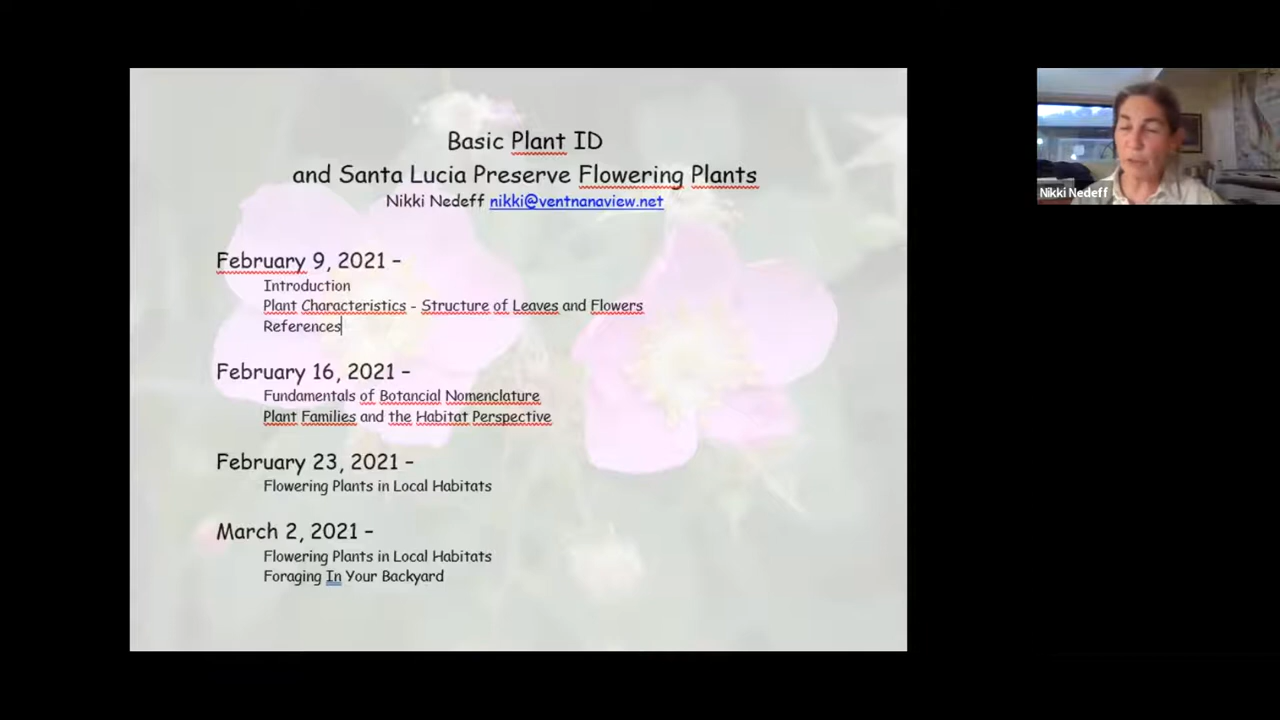 Basic Plant ID
and Santa Lucia Preserve Flowering Plants
Nikki Nedeff nikki@ventnanaview.net
February 9, 2021 –
Introduction
Plant Characteristics - Structure of Leaves and Flowers
References
February 16, 2021 –
Fundamentals of Botancial Nomenclature
Plant Families and the Habitat Perspective
February 23, 2021 –
Flowering Plants in Local Habitats
March 2, 2021 –
Flowering Plants in Local Habitats
Foraging In Your Backyard
Nikki Nedeff